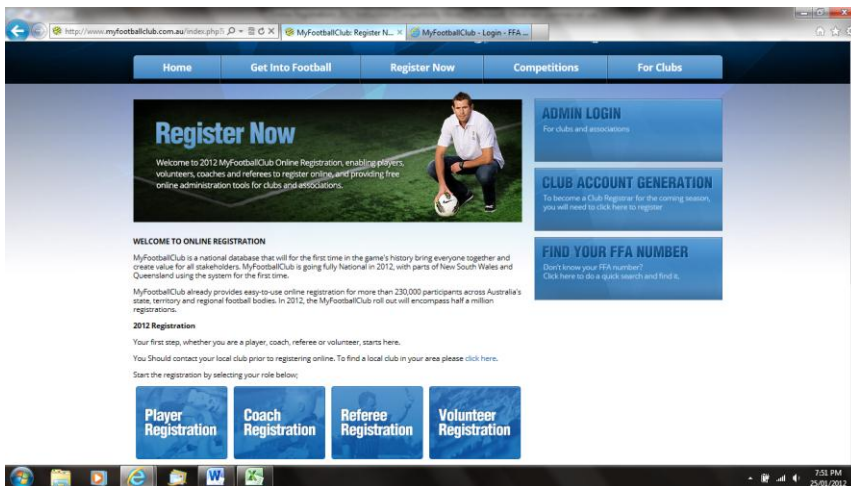 http://www.myfootballclub.com.au/index.php?
MyFootballClub: Register N...
MyFootballClub - Login - FFA ...
Home
Get Into Football
Register Now
Competitions
For Clubs
Register Now
Welcome to 2012 MyFootballClub Online Registration, enabling players,
volunteers, coaches and referees to register online, and providing free
online administration tools for clubs and associations.
ADMIN LOGIN
For clubs and associations
CLUB ACCOUNT GENERATION
To become a Club Registrar for the coming season,
you will need to click here to register
FIND YOUR FFA NUMBER
Don't know your FFA number?
Click here to do a quick search and find it.
WELCOME TO ONLINE REGISTRATION
MyFootballClub is a national database that will for the first time in the game's history bring everyone together and
create value for all stakeholders. MyFootballClub is going fully National in 2012, with parts of New South Wales and
Queensland using the system for the first time.
MyFootballClub already provides easy-to-use online registration for more than 230,000 participants across Australia's
state, territory and regional football bodies. In 2012, the MyFootballClub roll out will encompass half a million
registrations.
2012 Registration
Your first step, whether you are a player, coach, referee or volunteer, starts here.
You Should contact your local club prior to registering online. To find a local club in your area please click here.
Start the registration by selecting your role below;
Player
Registration
Coach
Registration
Referee
Registration
Volunteer
Registration
7:51 PM
25/01/2012